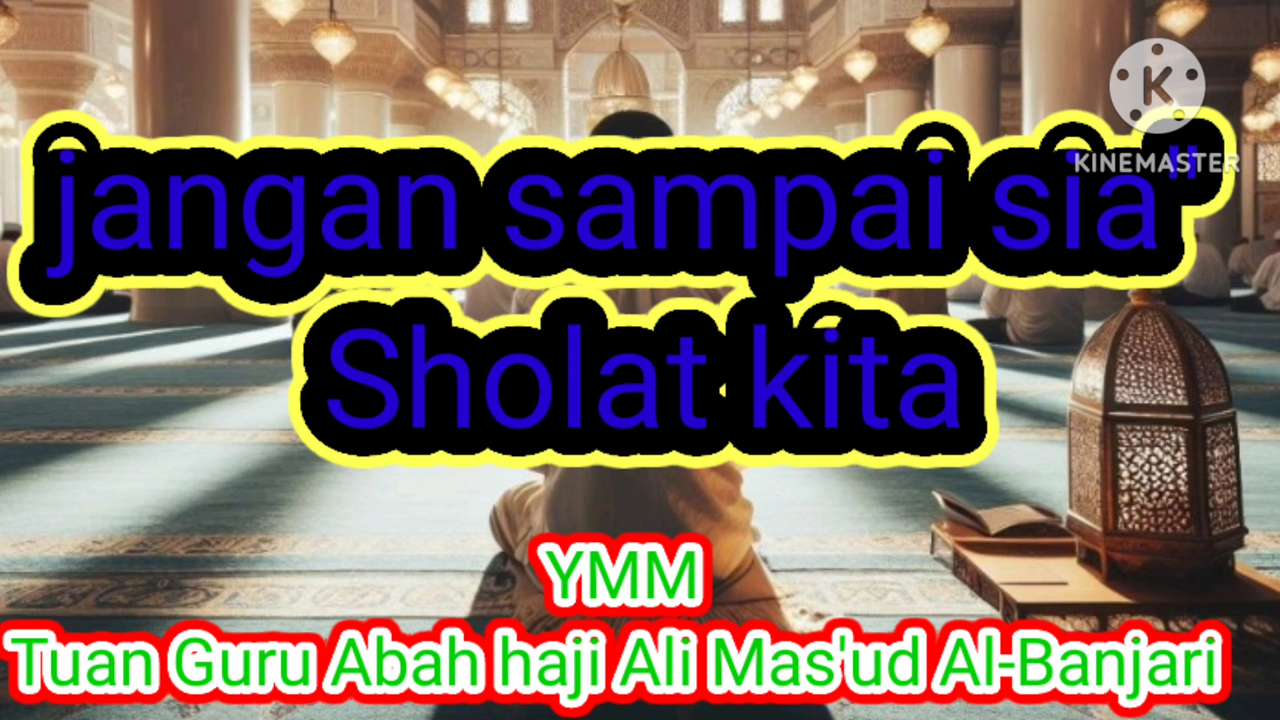 K
KINEMASTER
jangan sampai sia"
Sholat kita
YMM
Tuan Guru Abah haji Ali Mas'ud Al-Banjari